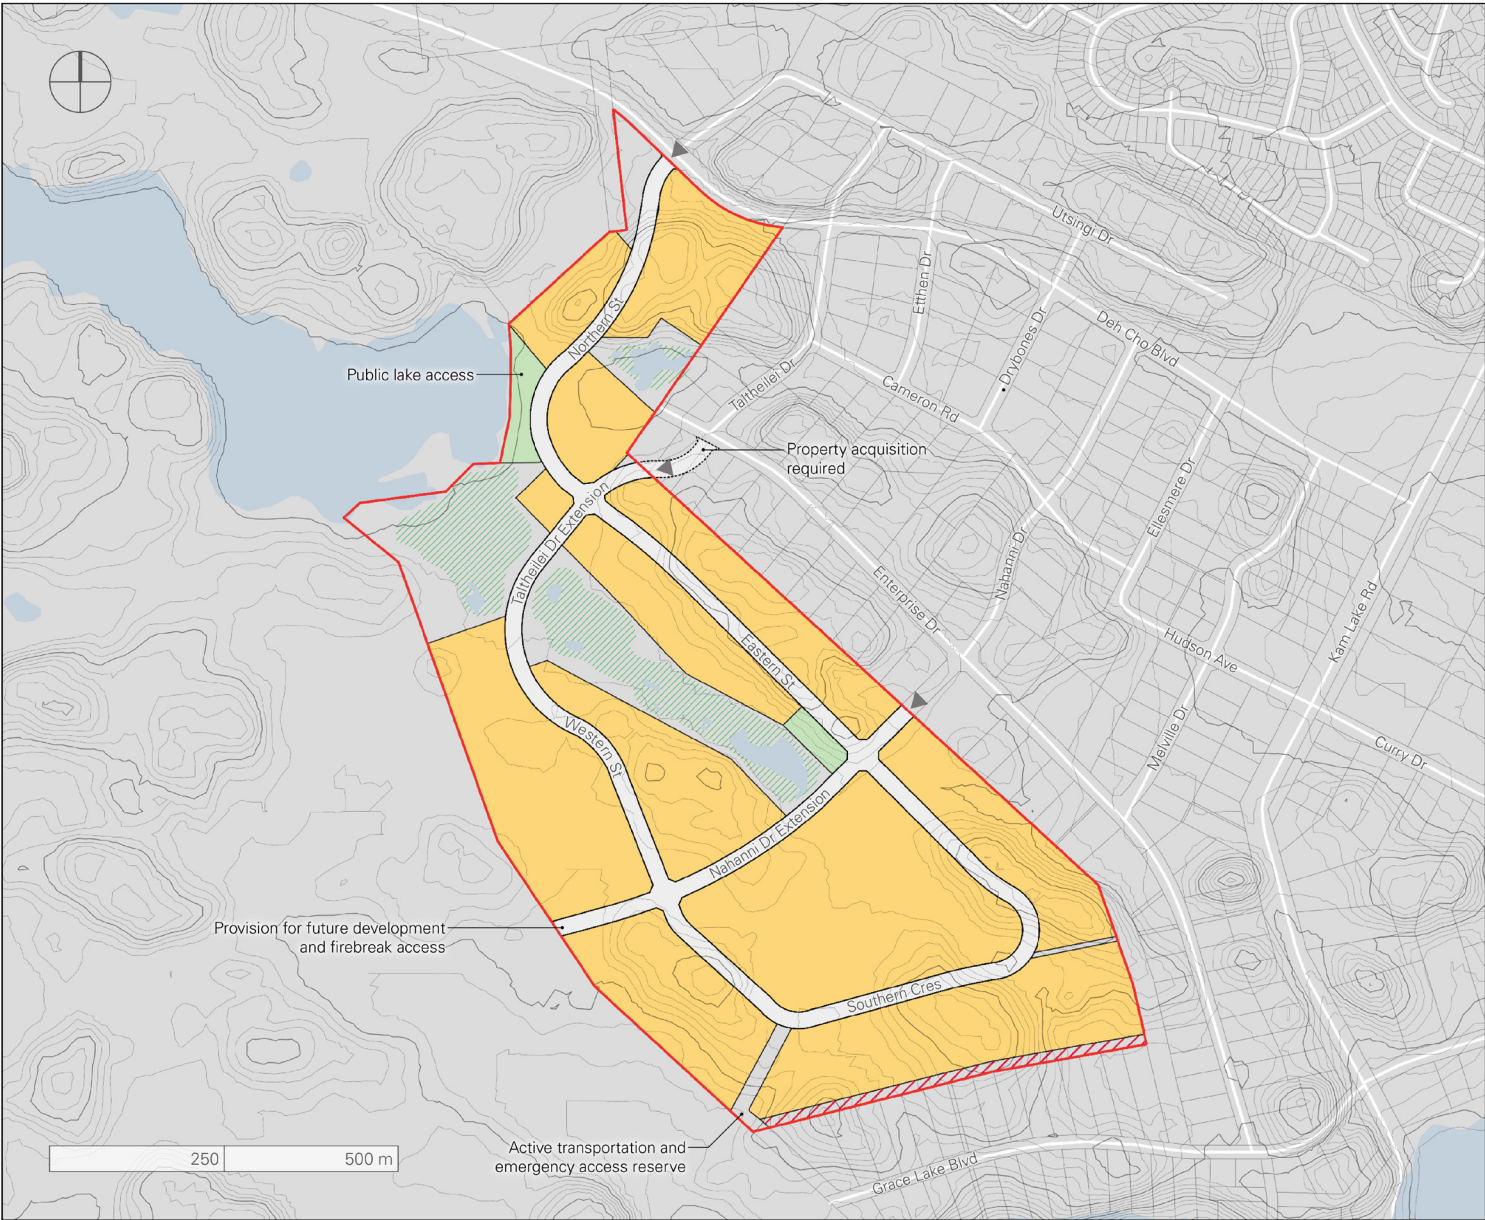 Utsingi Dr
Etthen Dr
Deh Cho Blvd
Northern St
Drybones Dr
Public lake access
Taltheilei Dr
Cameron Rd
Property acquisition
required
Taltheilei Dr Extension
Ellesmere Dr
Nahanni Dr
Enterprise Dr
Kam Lake Rd
Hudson Ave
Eastern St
Western St
Melville Dr
Curry Dr
Nahanni Dr Extension
Provision for future development
and firebreak access
Southern Cres
Active transportation and
emergency access reserve
250
500 m
Grace Lake Blvd